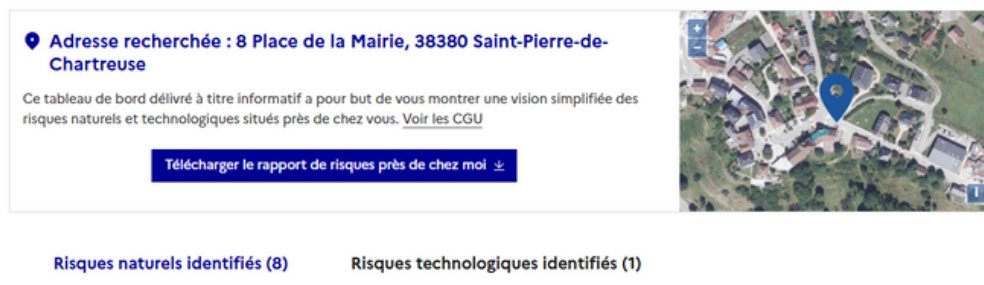 Adresse recherchée : 8 Place de la Mairie, 38380 Saint-Pierre-de-
Chartreuse
Ce tableau de bord délivré à titre informatif a pour but de vous montrer une vision simplifiée des
risques naturels et technologiques situés près de chez vous. Voir les CGU
Télécharger le rapport de risques près de chez moi
+
-
i
Risques naturels identifiés (8)
Risques technologiques identifiés (1)